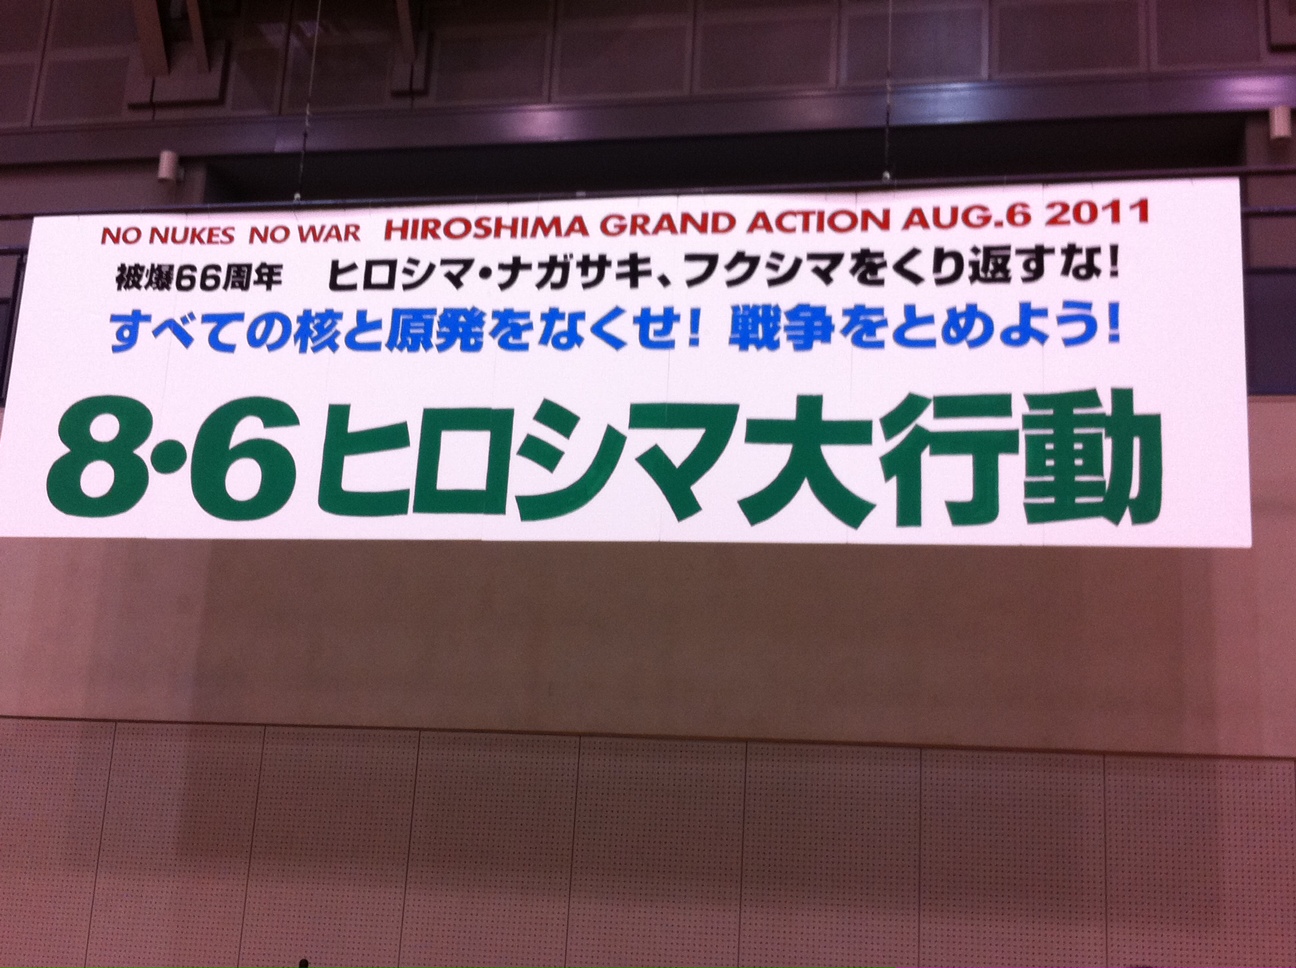 NO NUKES NO WAR HIROSHIMA GRAND ACTION AUG.6 2011
被爆66周年 ヒロシマ・ナガサキ、フクシマをくり返すな!
すべての核と原発をなくせ! 戦争をとめよう!
8・6ヒロシマ大行動